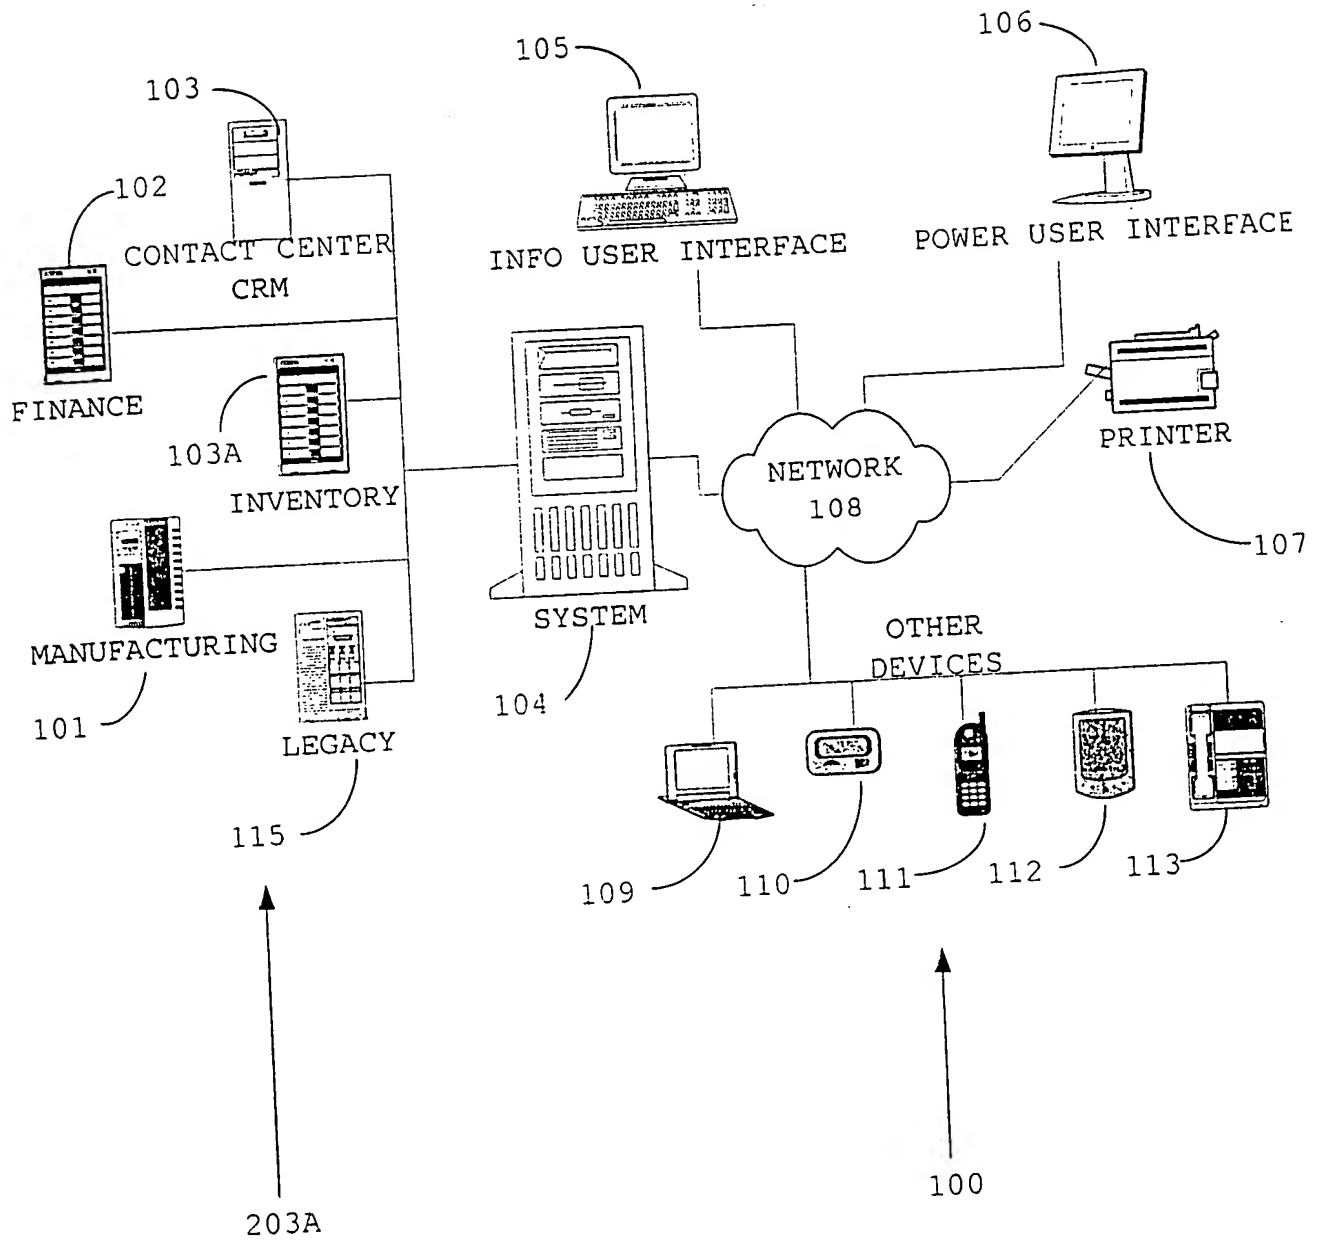 106
105
103
102
CONTACT CENTER
CRM
INFO USER INTERFACE
POWER USER INTERFACE
FINANCE
103A
INVENTORY
PRINTER
NETWORK
108
107
MANUFACTURING
101
SYSTEM
104
LEGACY
115
OTHER
DEVICES
109
110
111
112
113
100
203A